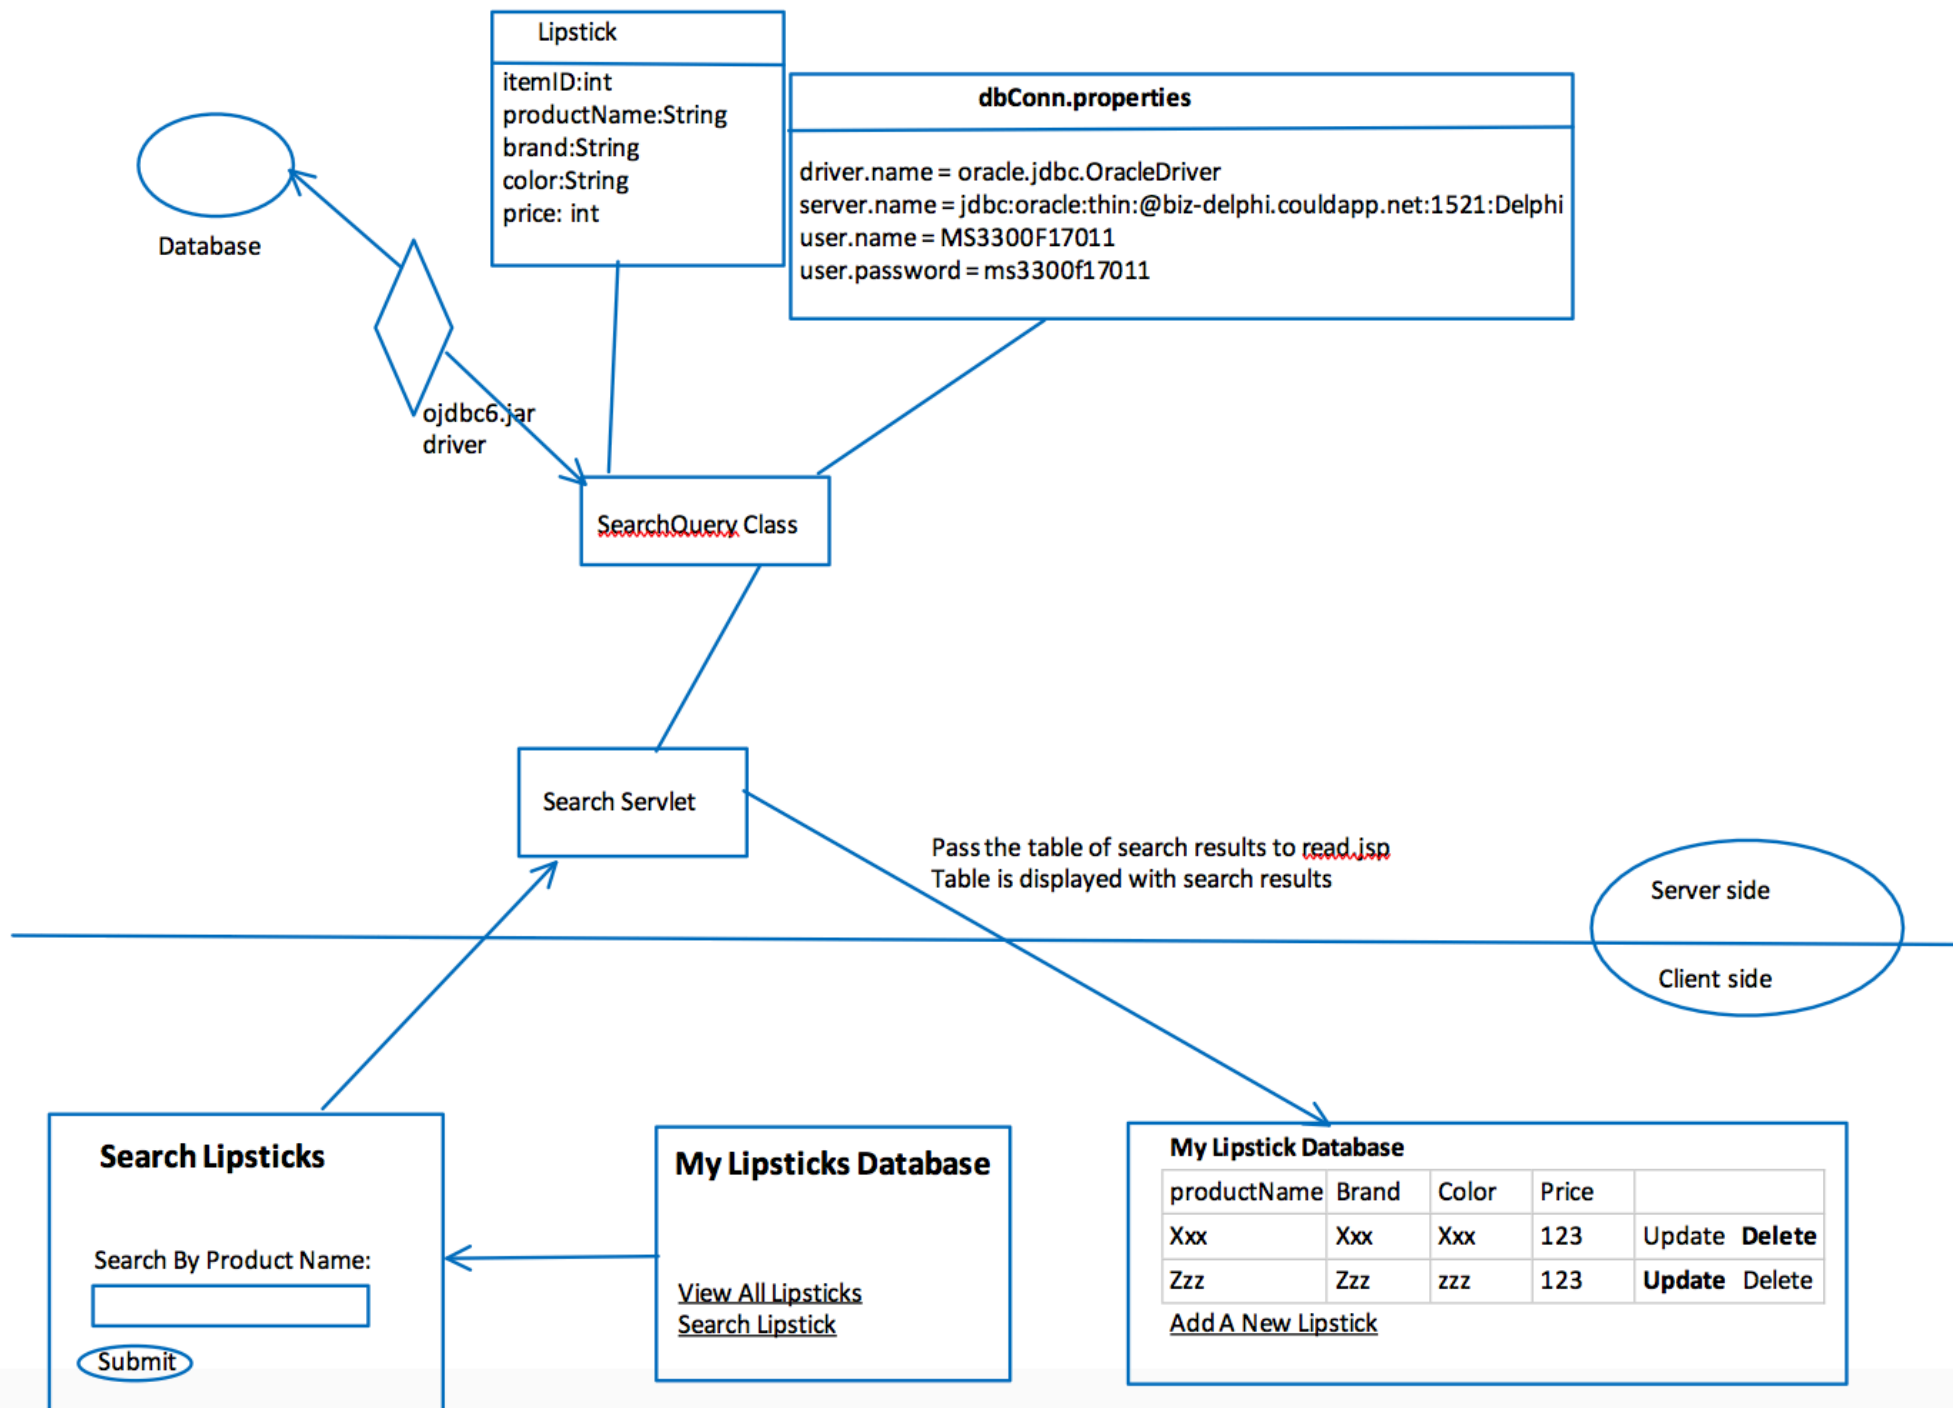 Lipstick
itemID:int
productName:String
brand:String
color:String
price: int
dbConn.properties
driver.name = oracle.jdbc.OracleDriver
server.name = jdbc:oracle:thin:@biz-delphi.couldapp.net:1521:Delphi
user.name = MS3300F17011
user.password = ms3300f17011
Database
ojdbc6.jar
driver
SearchQuery Class
Search Servlet
Pass the table of search results to read.jsp
Table is displayed with search results
Server side
Client side
Search Lipsticks
Search By Product Name:
Submit
My Lipsticks Database
View All Lipsticks
Search Lipstick
My Lipstick Database
productName Brand Color Price
Xxx Xxx Xxx 123 Update Delete
Zzz Zzz zzz 123 Update Delete
Add A New Lipstick